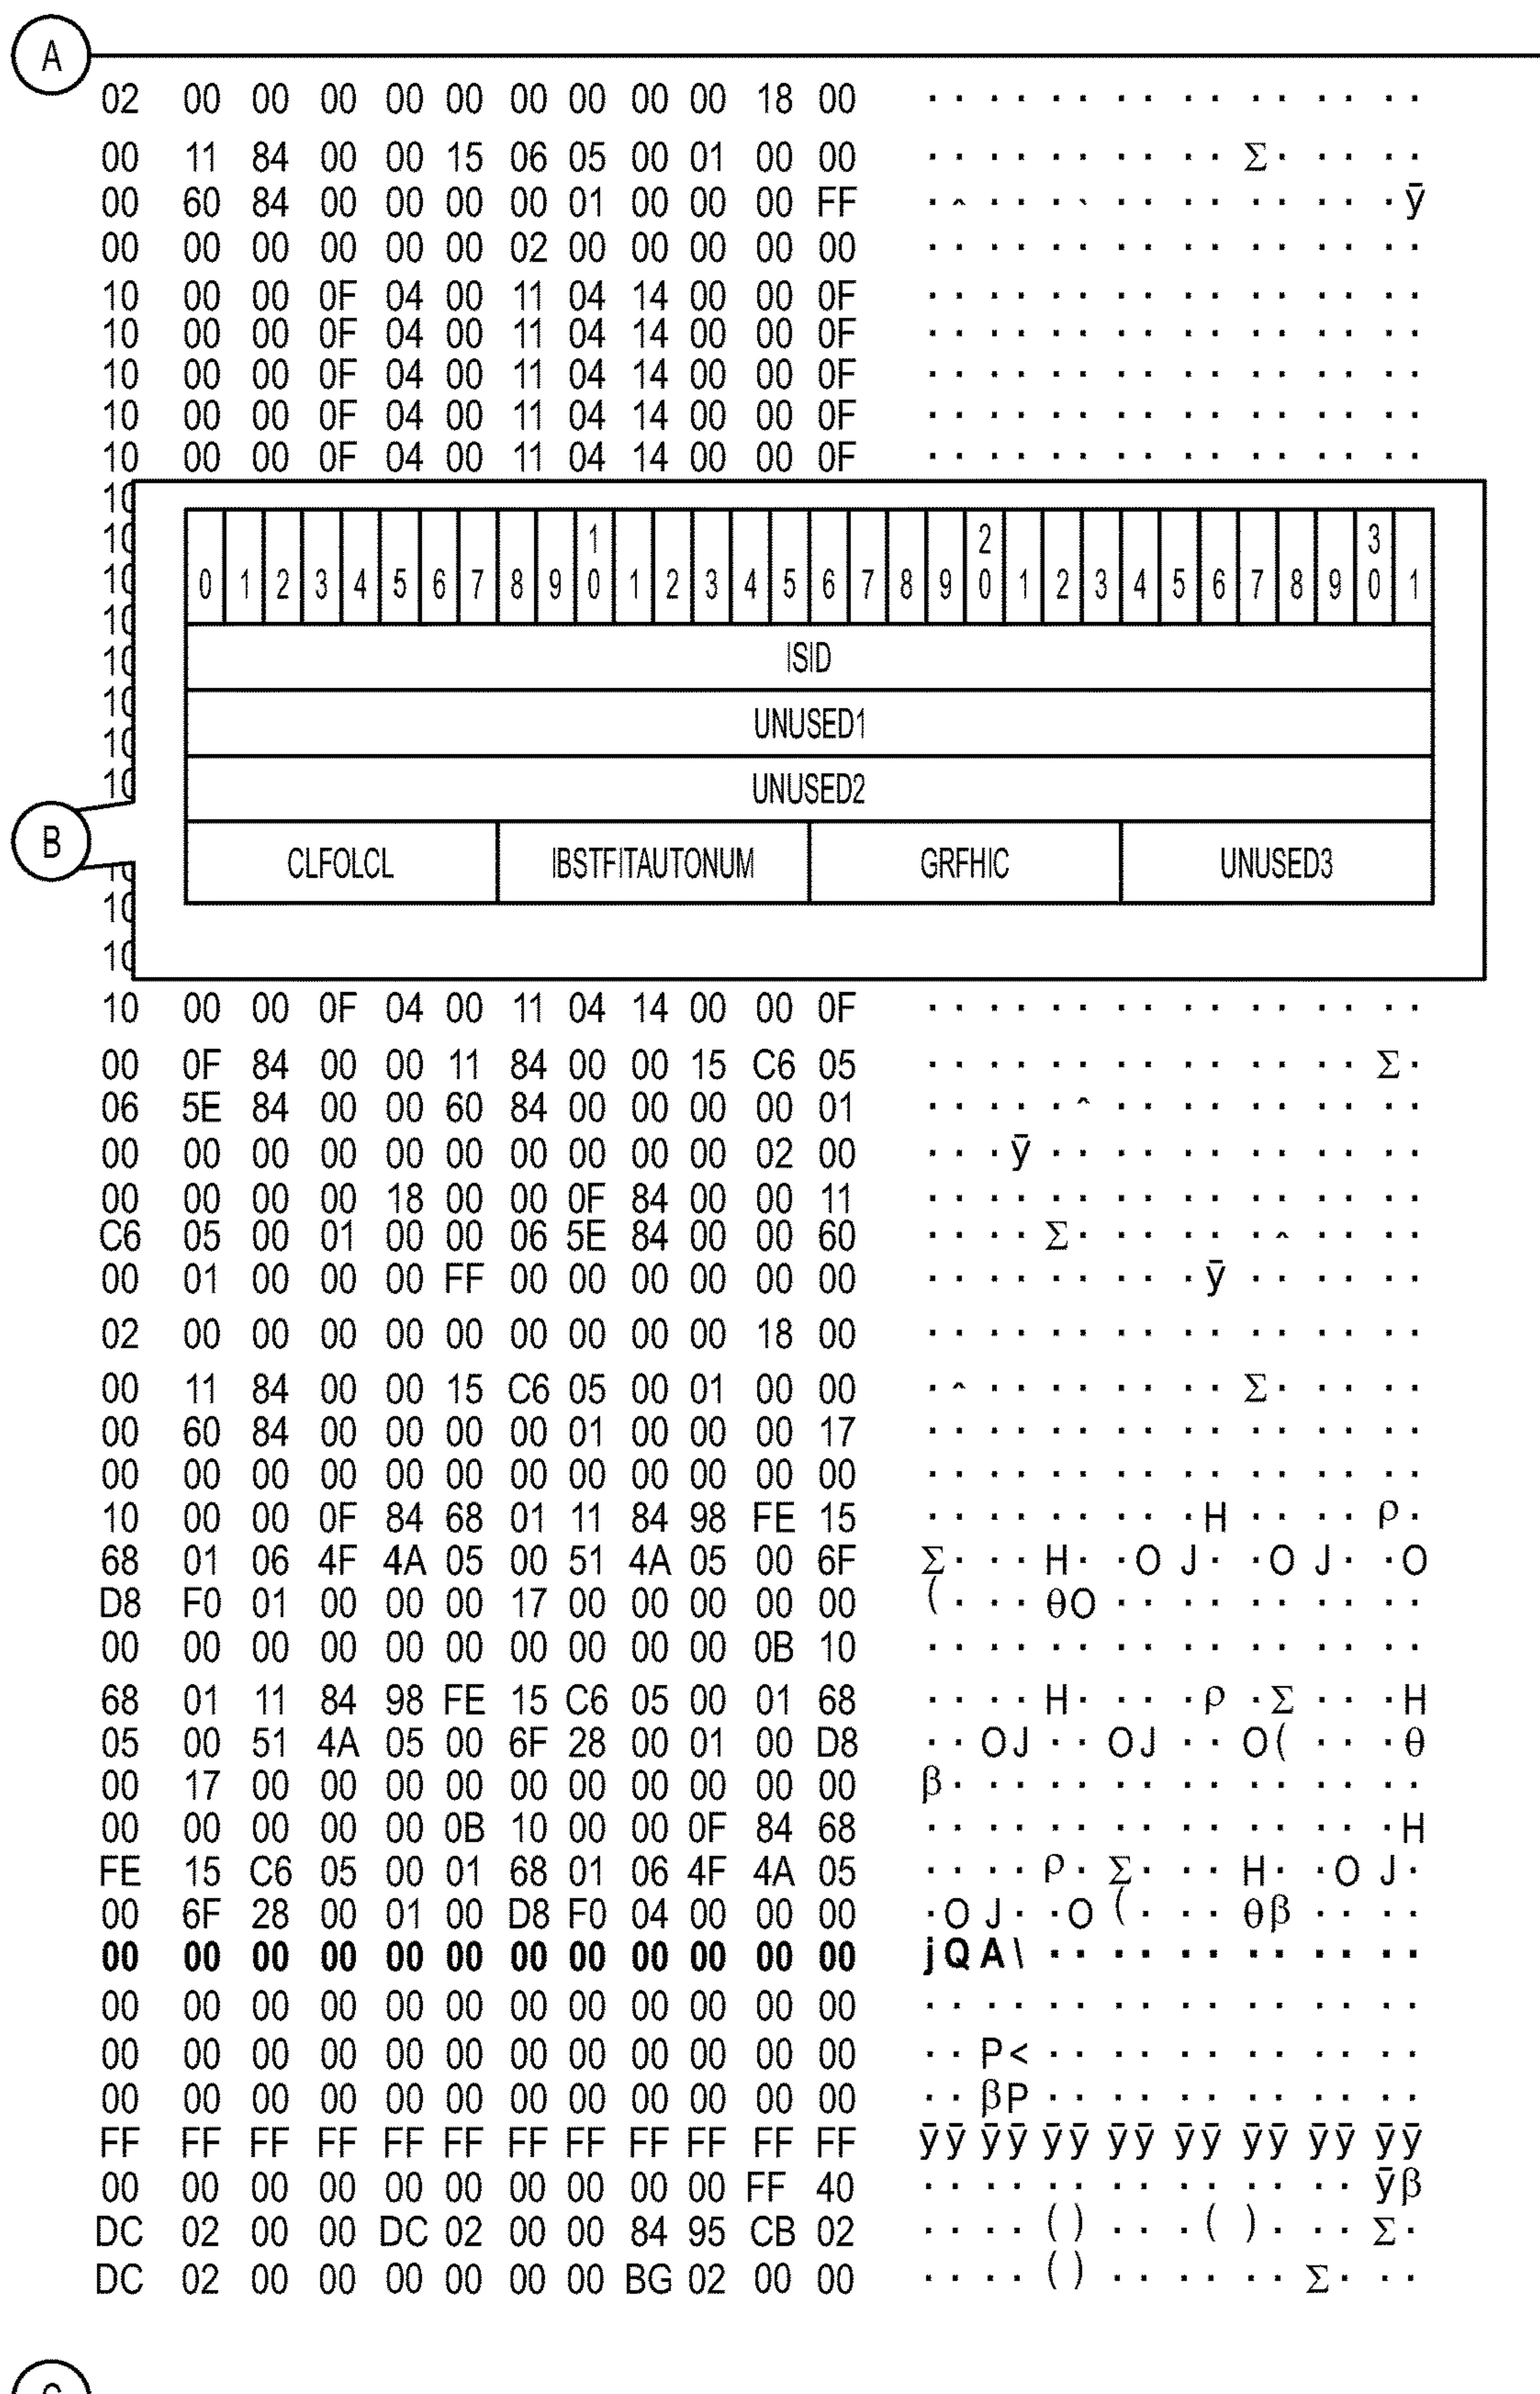 A
02 00 00 00 00 00 00 00 00 00 18 00 . . . . . . . . . . . . . . . .
00 11 84 00 00 15 06 05 00 01 00 00 . . . . . . . . . . Σ . . . . .
00 60 84 00 00 00 00 01 00 00 00 FF . ^ . . . ` . . . . . . . . . ȳ
00 00 00 00 00 00 02 00 00 00 00 00 . . . . . . . . . . . . . . . .
10 00 00 0F 04 00 11 04 14 00 00 0F . . . . . . . . . . . . . . . .
10 00 00 0F 04 00 11 04 14 00 00 0F . . . . . . . . . . . . . . . .
10 00 00 0F 04 00 11 04 14 00 00 0F . . . . . . . . . . . . . . . .
10 00 00 0F 04 00 11 04 14 00 00 0F . . . . . . . . . . . . . . . .
10 00 00 0F 04 00 11 04 14 00 00 0F . . . . . . . . . . . . . . . .
10
10 1 2 3
10 0 1 2 3 4 5 6 7 8 9 0 1 2 3 4 5 6 7 8 9 0 1 2 3 4 5 6 7 8 9 0 1
10
10 ISID
10
10 UNUSED1
10 UNUSED2
B
10 CLFOLCL IBSTFITAUTONUM GRFHIC UNUSED3
10
10
10 00 00 0F 04 00 11 04 14 00 00 0F . . . . . . . . . . . . . . . .
00 0F 84 00 00 11 84 00 00 15 C6 05 . . . . . . . . . . . . . . Σ .
06 5E 84 00 00 60 84 00 00 00 00 01 . . . . . ^ . . . . . . . . . .
00 00 00 00 00 00 00 00 00 00 02 00 . . . ȳ . . . . . . . . . . . .
00 00 00 00 18 00 00 0F 84 00 00 11 . . . . . . . . . . . . . . . .
C6 05 00 01 00 00 06 5E 84 00 00 60 . . . . Σ . . . . . . ^ . . . .
00 01 00 00 00 FF 00 00 00 00 00 00 . . . . . . . . . ȳ . . . . . .
02 00 00 00 00 00 00 00 00 00 18 00 . . . . . . . . . . . . . . . .
00 11 84 00 00 15 C6 05 00 01 00 00 . ^ . . . . . . . . Σ . . . . .
00 60 84 00 00 00 00 01 00 00 00 17 . . . . . . . . . . . . . . . .
00 00 00 00 00 00 00 00 00 00 00 00 . . . . . . . . . . . . . . . .
10 00 00 0F 84 68 01 11 84 98 FE 15 . . . . . . . . . H . . . . ρ .
68 01 06 4F 4A 05 00 51 4A 05 00 6F Σ . . . H . . O J . . O J . . O
D8 F0 01 00 00 00 17 00 00 00 00 00 ( . . . θ O . . . . . . . . . .
00 00 00 00 00 00 00 00 00 00 0B 10 . . . . . . . . . . . . . . . .
68 01 11 84 98 FE 15 C6 05 00 01 68 . . . . H . . . . ρ . Σ . . . H
05 00 51 4A 05 00 6F 28 00 01 00 D8 . . O J . . O J . . O ( . . . θ
00 17 00 00 00 00 00 00 00 00 00 00 β . . . . . . . . . . . . . . .
00 00 00 00 00 0B 10 00 00 0F 84 68 . . . . . . . . . . . . . . . H
FE 15 C6 05 00 01 68 01 06 4F 4A 05 . . . . ρ . Σ . . . H . . O J .
00 6F 28 00 01 00 D8 F0 04 00 00 00 . O J . . O ( . . . θ β . . . .
00 00 00 00 00 00 00 00 00 00 00 00 j Q A \ . . . . . . . . . . . .
00 00 00 00 00 00 00 00 00 00 00 00 . . . . . . . . . . . . . . . .
00 00 00 00 00 00 00 00 00 00 00 00 . . P < . . . . . . . . . . . .
00 00 00 00 00 00 00 00 00 00 00 00 . . β P . . . . . . . . . . . .
FF FF FF FF FF FF FF FF FF FF FF FF ȳ ȳ ȳ ȳ ȳ ȳ ȳ ȳ ȳ ȳ ȳ ȳ ȳ ȳ ȳ ȳ
00 00 00 00 00 00 00 00 00 00 FF 40 . . . . . . . . . . . . . . ȳ β
DC 02 00 00 DC 02 00 00 84 95 CB 02 . . . . ( ) . . . ( ) . . . Σ .
DC 02 00 00 00 00 00 00 BG 02 00 00 . . . . ( ) . . . . . . Σ . . .